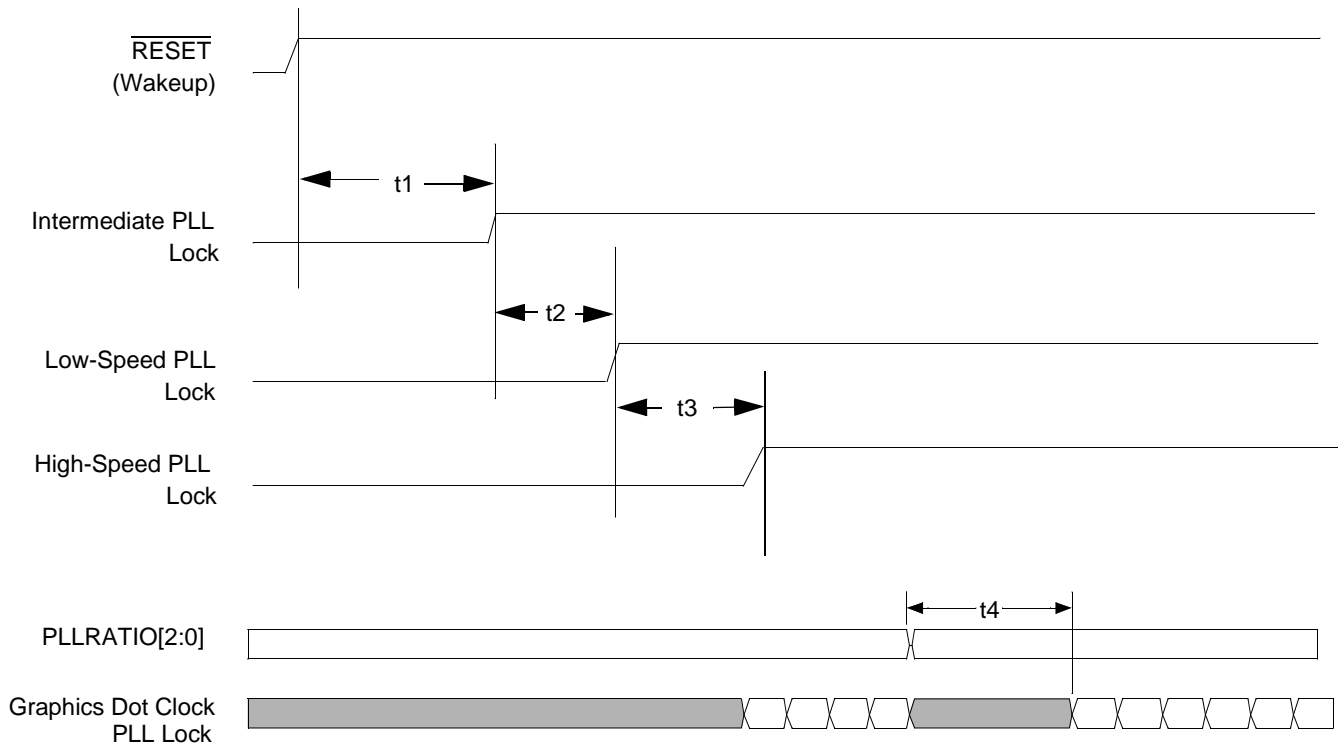 RESET
(Wakeup)
t1
Intermediate PLL
Lock
t2
Low-Speed PLL
Lock
t3
High-Speed PLL
Lock
t4
PLLRATIO[2:0]
Graphics Dot Clock
PLL Lock